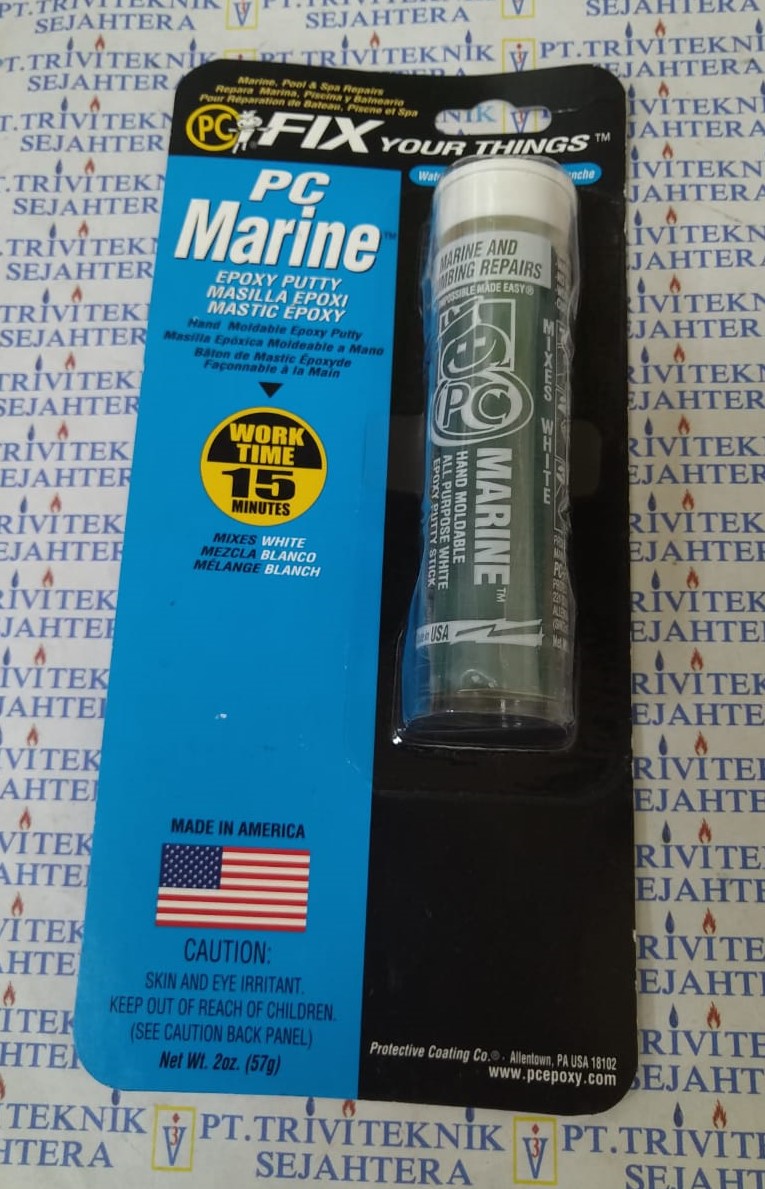 Marine, Pool & Spa Repairs
Repara Marina, Piscina y Balneario
Pour Réparation de Bateau, Piscne et Spa
PC FIX YOUR THINGS™
PC
Marine™
EPOXY PUTTY
MASILLA EPOXI
MASTIC EPOXY
Hand Moldable Epoxy Putty
Masilla Epóxica Moldeable a Mano
Bâton de Mastic Époxyde
Façonnable à la Main
WORK
TIME
15
MINUTES
MIXES WHITE
MEZCLA BLANCO
MÉLANGE BLANCH
MARINE AND
REPAIRS
MADE EASY®
PC
MARINE™
HAND MOLDABLE
ALL PURPOSE WHITE
EPOXY PUTTY STICK
MIXES WHITE
in USA
MADE IN AMERICA
CAUTION:
SKIN AND EYE IRRITANT.
KEEP OUT OF REACH OF CHILDREN.
(SEE CAUTION BACK PANEL)
Net Wt. 2oz. (57g)
Protective Coating Co.® · Allentown, PA USA 18102
www.pcepoxy.com
PT.TRIVITEKNIK
SEJAHTERA